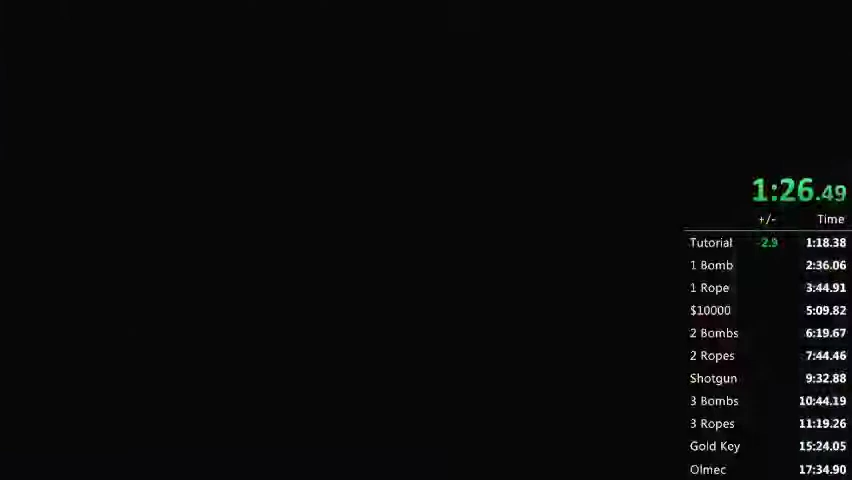 1:26.49
+/- Time
Tutorial -2.9 1:18.38
1 Bomb 2:36.06
1 Rope 3:44.91
$10000 5:09.82
2 Bombs 6:19.67
2 Ropes 7:44.46
Shotgun 9:32.88
3 Bombs 10:44.19
3 Ropes 11:19.26
Gold Key 15:24.05
Olmec 17:34.90